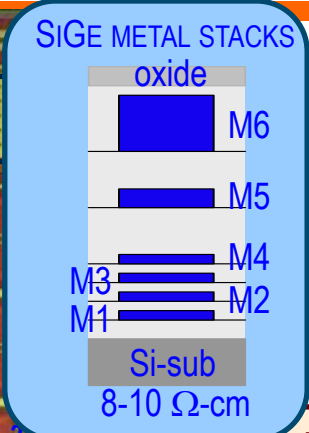 SIGE METAL STACKS
oxide
M6
M5
M4
M3
M2
M1
Si-sub
8-10 Ω-cm